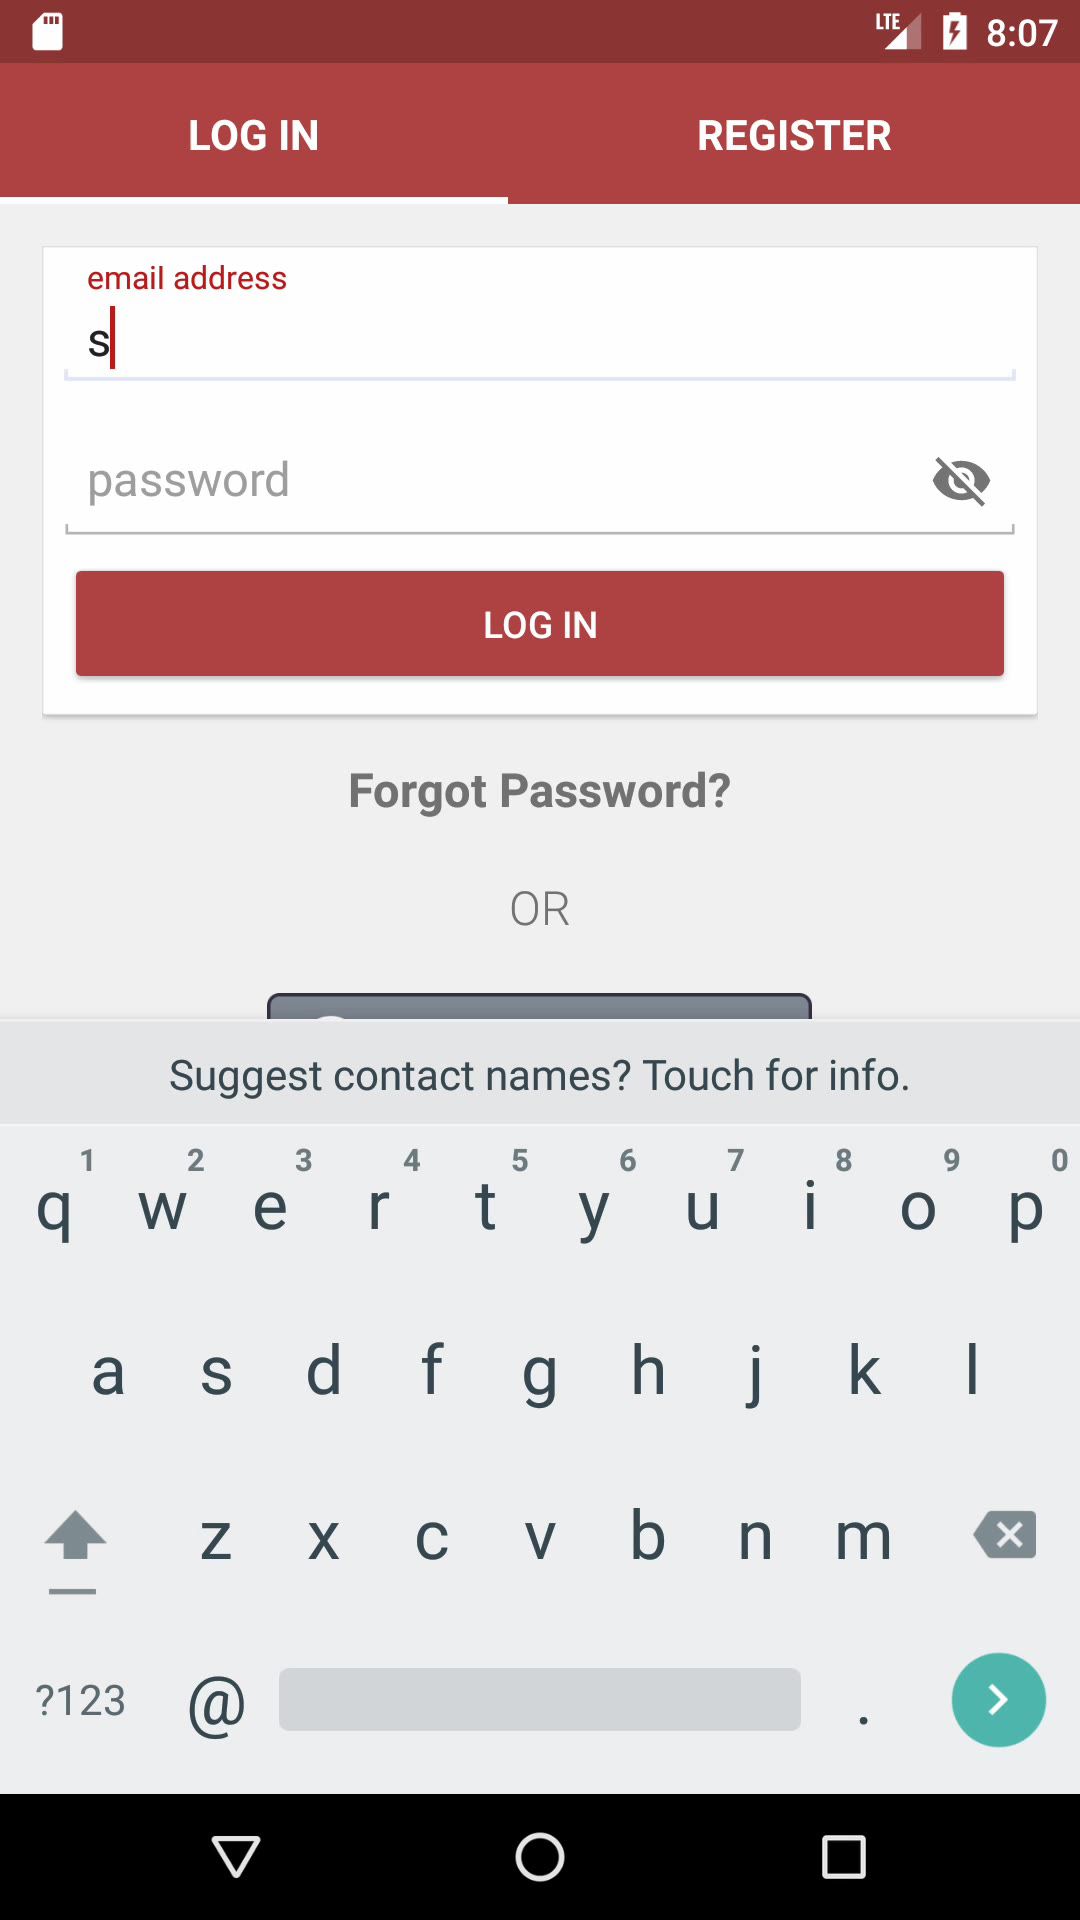 LTE 8:07
LOG IN REGISTER
email address
s
password
LOG IN
Forgot Password?
OR
Suggest contact names? Touch for info.
1 2 3 4 5 6 7 8 9 0
q w e r t y u i o p
a s d f g h j k l
z x c v b n m
?123 @ .